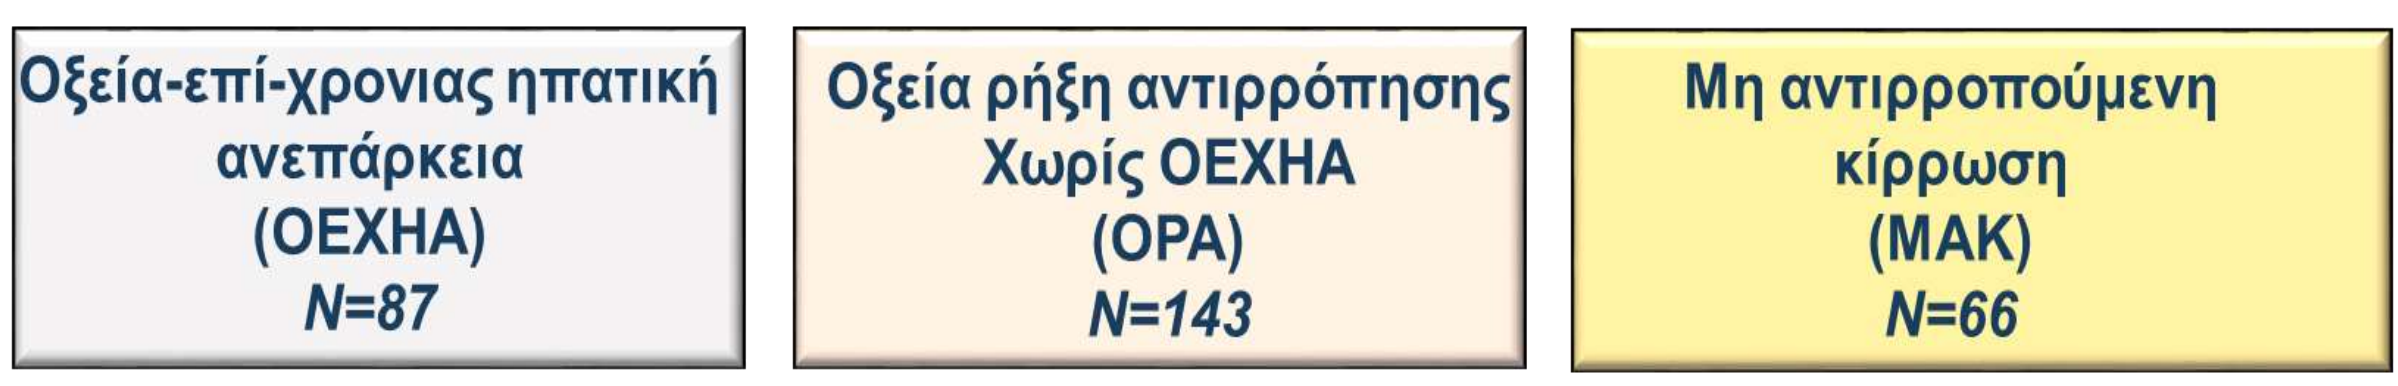 Οξεία-επί-χρονιας ηπατική
ανεπάρκεια
(ΟΕΧΗΑ)
N=87
Οξεία ρήξη αντιρρόπησης
Χωρίς ΟΕΧΗΑ
(ΟΡΑ)
N=143
Μη αντιρροπούμενη
κίρρωση
(ΜΑΚ)
N=66